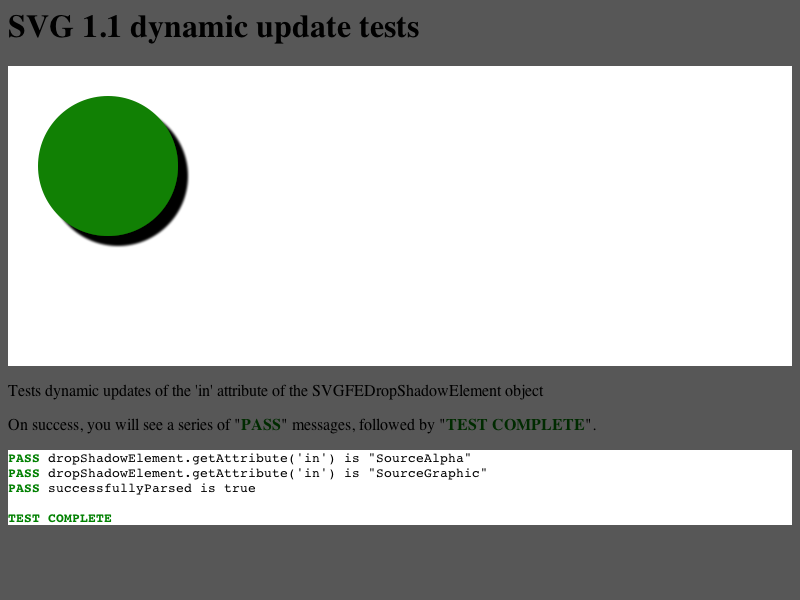 SVG 1.1 dynamic update tests
Tests dynamic updates of the 'in' attribute of the SVGFEDropShadowElement object
On success, you will see a series of "PASS" messages, followed by "TEST COMPLETE".
PASS dropShadowElement.getAttribute('in') is "SourceAlpha"
PASS dropShadowElement.getAttribute('in') is "SourceGraphic"
PASS successfullyParsed is true
TEST COMPLETE